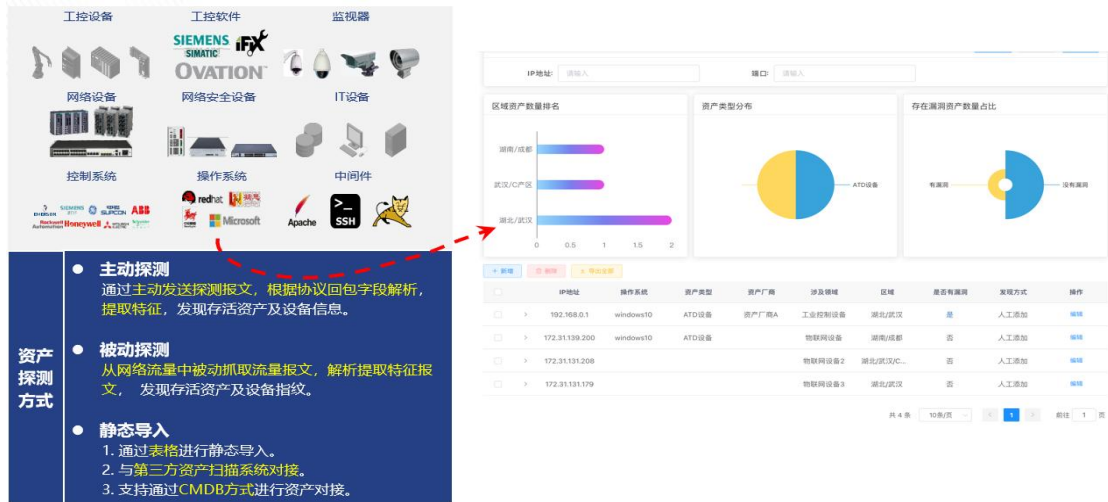 工控设备
工控软件
监视器
SIEMENS
SIMATIC
iFiX
OVATION
网络设备
网络安全设备
IT设备
控制系统
操作系统
中间件
SIEMENS
SUPCON
ABB
Rockwell Automation
Honeywell
redhat
Microsoft
Apache
SSH
资产探测方式
主动探测
通过主动发送探测报文，根据协议回包字段解析，
提取特征，发现存活资产及设备信息。
被动探测
从网络流量中被动抓取流量报文，解析提取特征报
文， 发现存活资产及设备指纹。
静态导入
1. 通过表格进行静态导入。
2. 与第三方资产扫描系统对接。
3. 支持通过CMDB方式进行资产对接。
IP地址: 请输入
端口: 请输入
区域资产数量排名
湖南/成都
武汉/C产区
湖北/武汉
0 0.5 1 1.5 2
资产类型分布
ATD设备
存在漏洞资产数量占比
有漏洞
没有漏洞
+ 新增
删除
导出全部
IP地址 操作系统 资产类型 资产厂商 涉及领域 区域 是否有漏洞 发现方式 操作
192.168.0.1 windows10 ATD设备 资产厂商A 工业控制设备 湖北/武汉 是 人工添加 编辑
172.31.139.200 windows10 ATD设备 物联网设备 湖南/成都 否 人工添加 编辑
172.31.131.208 物联网设备2 湖北/武汉/C... 否 人工添加 编辑
172.31.131.179 物联网设备3 湖北/武汉 否 人工添加 编辑
共 4 条 10条/页 1 前往 1 页